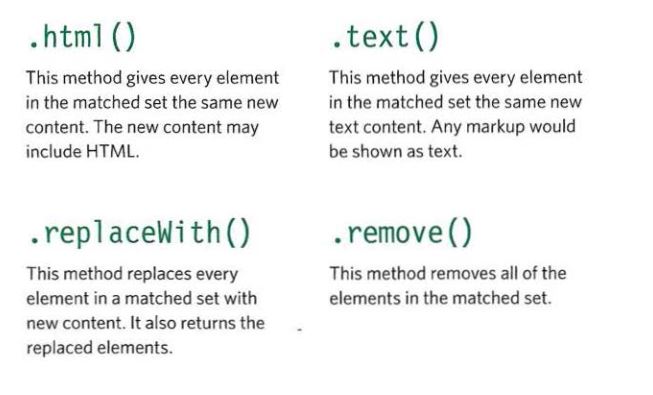 .html()
This method gives every element
in the matched set the same new
content. The new content may
include HTML.
.text()
This method gives every element
in the matched set the same new
text content. Any markup would
be shown as text.
.replaceWith()
This method replaces every
element in a matched set with
new content. It also returns the
replaced elements.
.remove()
This method removes all of the
elements in the matched set.